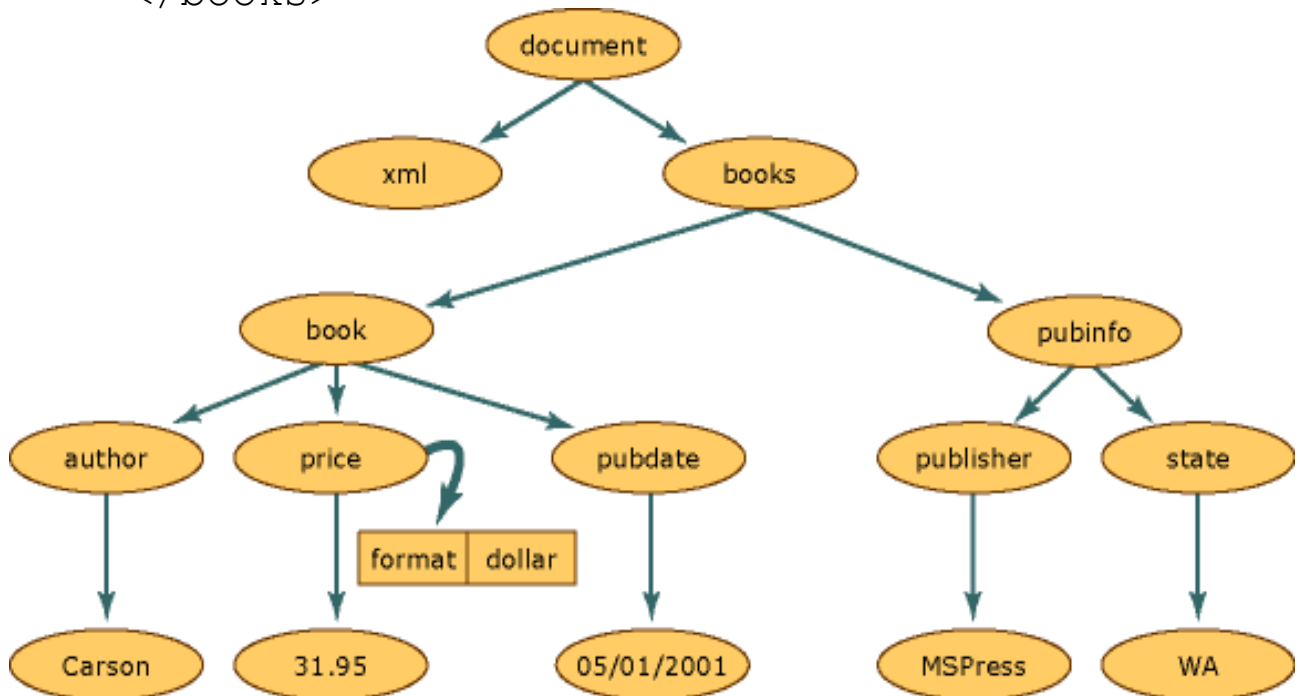 </books>
document
xml books
book pubinfo
author price pubdate publisher state
format dollar
Carson 31.95 05/01/2001 MSPress WA